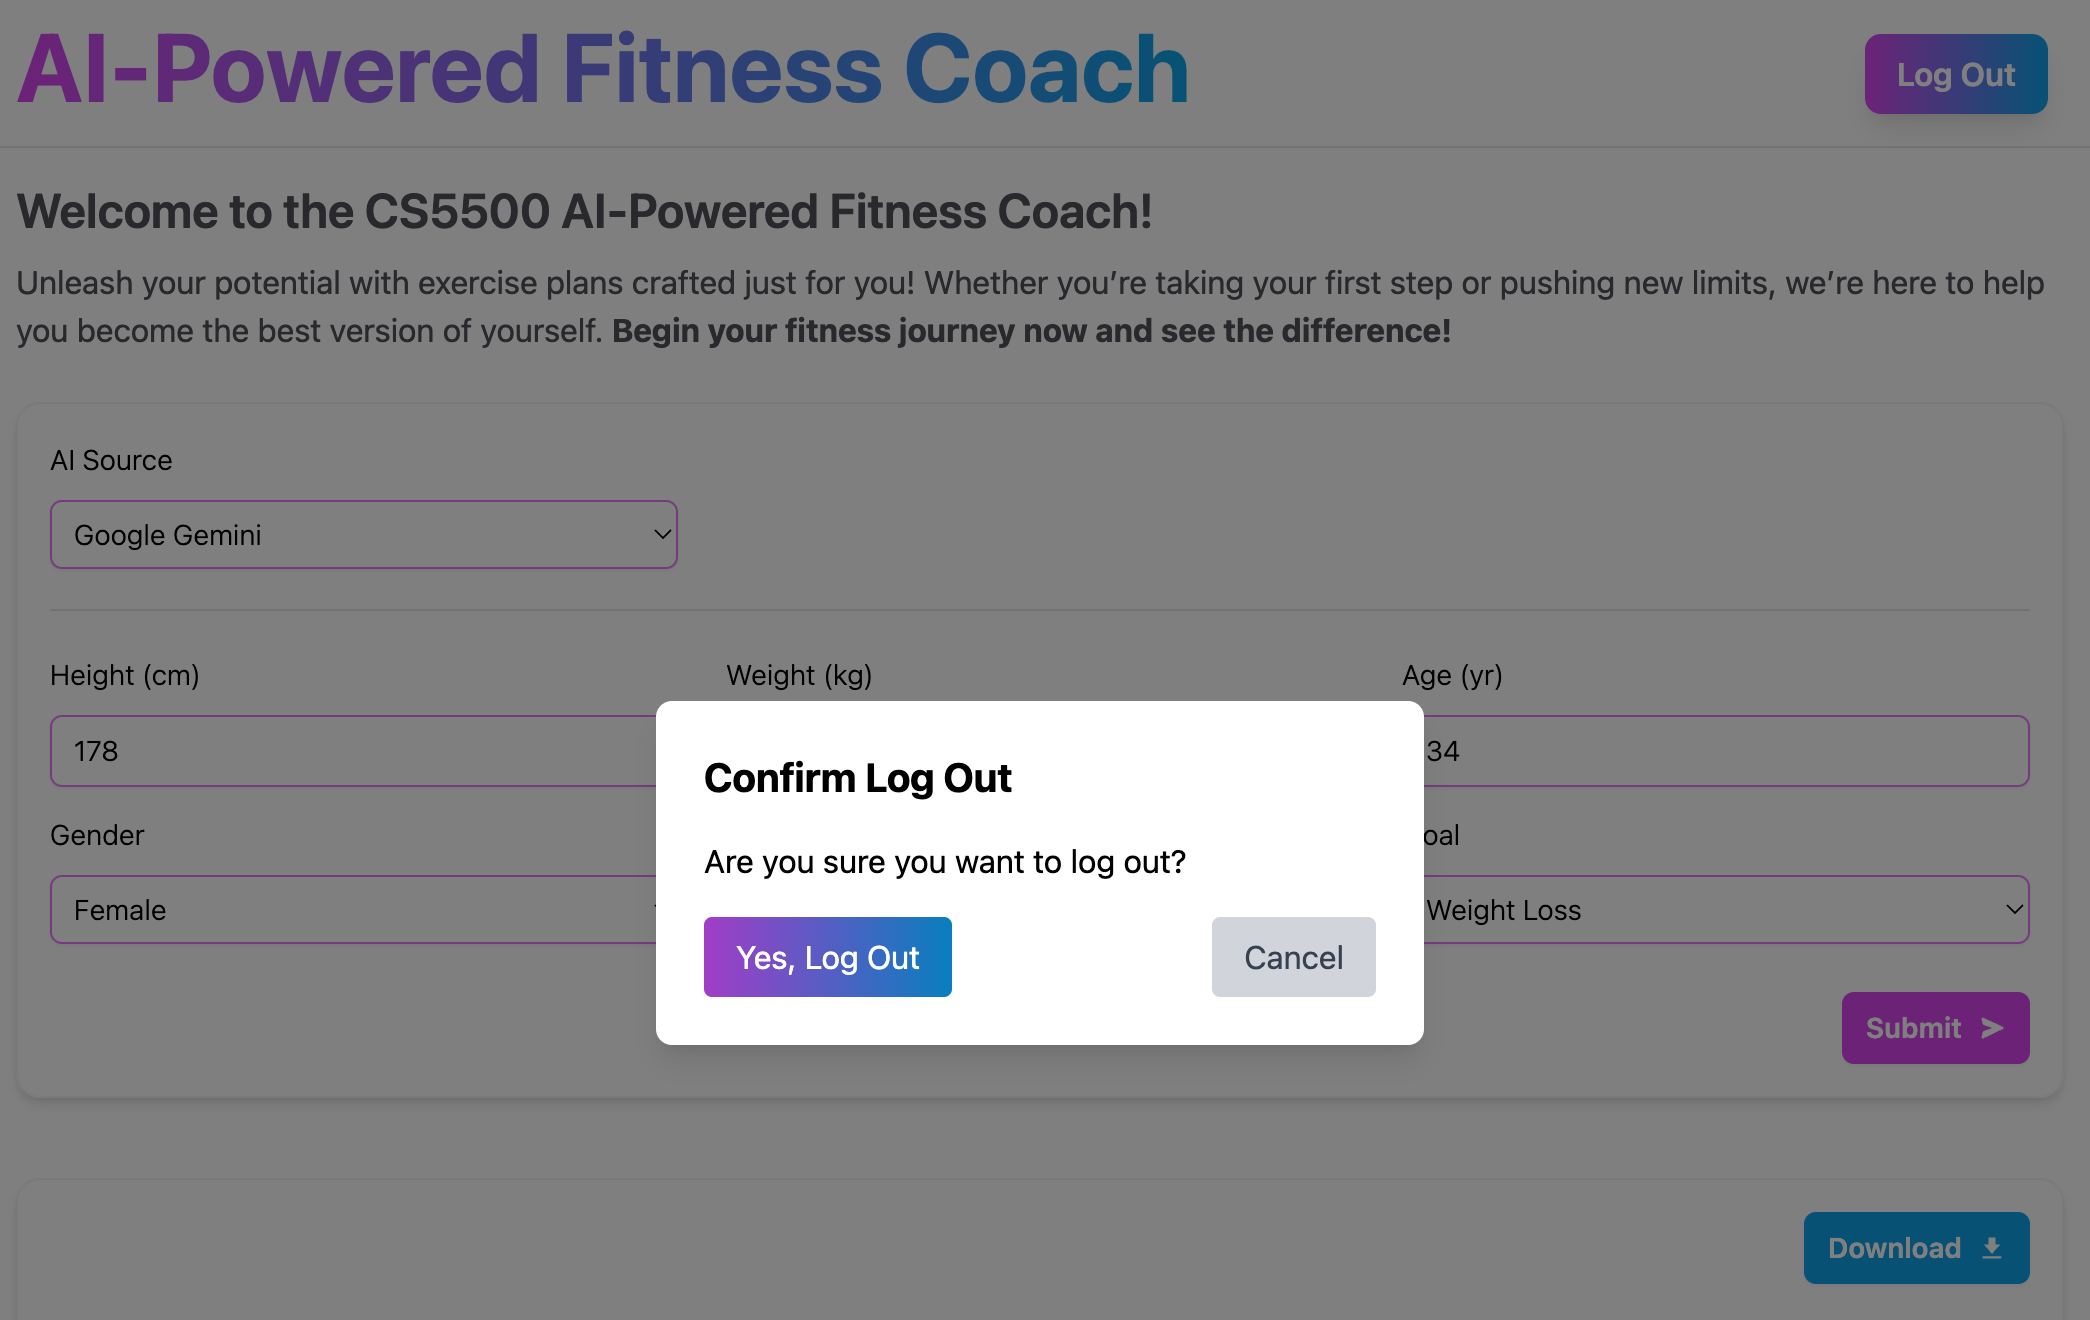 AI-Powered Fitness Coach
Log Out
Welcome to the CS5500 AI-Powered Fitness Coach!
Unleash your potential with exercise plans crafted just for you! Whether you’re taking your first step or pushing new limits, we’re here to help
you become the best version of yourself. Begin your fitness journey now and see the difference!
AI Source
Google Gemini
Height (cm)
Weight (kg)
Age (yr)
178
34
Gender
oal
Female
Weight Loss
Confirm Log Out
Are you sure you want to log out?
Yes, Log Out
Cancel
Submit
Download